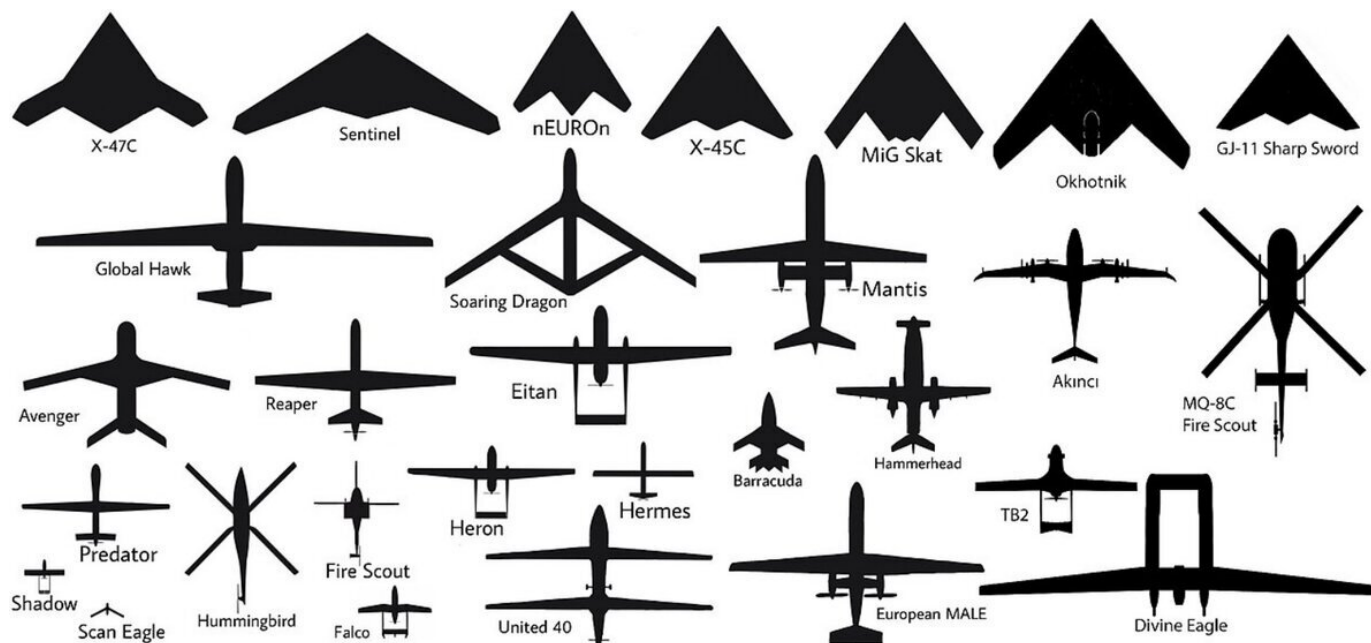 X-47C
Sentinel
nEUROn
X-45C
MiG Skat
Okhotnik
GJ-11 Sharp Sword
Global Hawk
Soaring Dragon
Mantis
Akıncı
MQ-8C
Fire Scout
Avenger
Reaper
Eitan
Barracuda
Hammerhead
Predator
Hummingbird
Fire Scout
Heron
Hermes
TB2
Shadow
Scan Eagle
Falco
United 40
European MALE
Divine Eagle